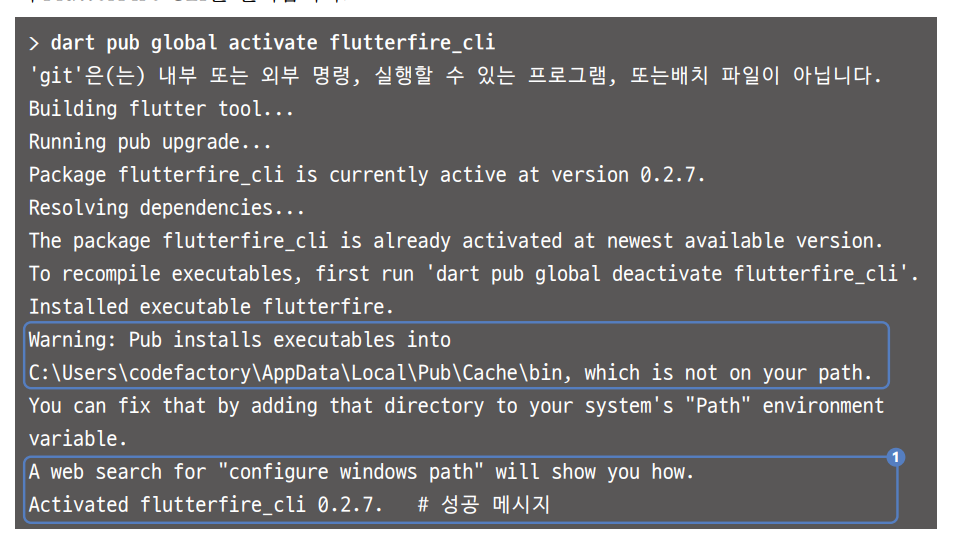 > dart pub global activate flutterfire_cli
'git'은(는) 내부 또는 외부 명령, 실행할 수 있는 프로그램, 또는배치 파일이 아닙니다.
Building flutter tool...
Running pub upgrade...
Package flutterfire_cli is currently active at version 0.2.7.
Resolving dependencies...
The package flutterfire_cli is already activated at newest available version.
To recompile executables, first run 'dart pub global deactivate flutterfire_cli'.
Installed executable flutterfire.
Warning: Pub installs executables into
C:\Users\codefactory\AppData\Local\Pub\Cache\bin, which is not on your path.
You can fix that by adding that directory to your system's "Path" environment
variable.
1
A web search for "configure windows path" will show you how.
Activated flutterfire_cli 0.2.7.   # 성공 메시지